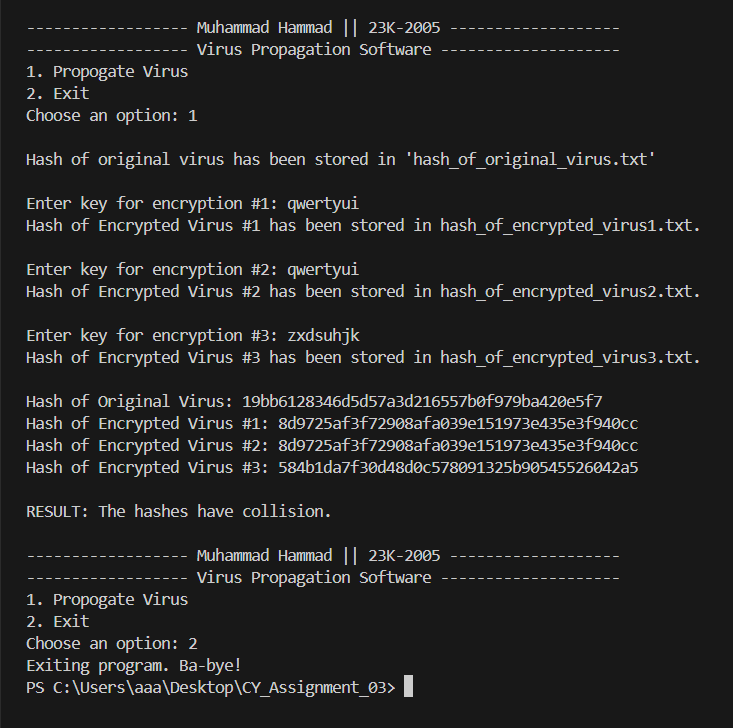 ------------------ Muhammad Hammad || 23K-2005 -------------------
------------------ Virus Propagation Software --------------------
1. Propogate Virus
2. Exit
Choose an option: 1
Hash of original virus has been stored in 'hash_of_original_virus.txt'
Enter key for encryption #1: qwertyui
Hash of Encrypted Virus #1 has been stored in hash_of_encrypted_virus1.txt.
Enter key for encryption #2: qwertyui
Hash of Encrypted Virus #2 has been stored in hash_of_encrypted_virus2.txt.
Enter key for encryption #3: zxdsuhjk
Hash of Encrypted Virus #3 has been stored in hash_of_encrypted_virus3.txt.
Hash of Original Virus: 19bb6128346d5d57a3d216557b0f979ba420e5f7
Hash of Encrypted Virus #1: 8d9725af3f72908afa039e151973e435e3f940cc
Hash of Encrypted Virus #2: 8d9725af3f72908afa039e151973e435e3f940cc
Hash of Encrypted Virus #3: 584b1da7f30d48d0c578091325b90545526042a5
RESULT: The hashes have collision.
------------------ Muhammad Hammad || 23K-2005 -------------------
------------------ Virus Propagation Software --------------------
1. Propogate Virus
2. Exit
Choose an option: 2
Exiting program. Ba-bye!
PS C:\Users\aaa\Desktop\CY_Assignment_03>